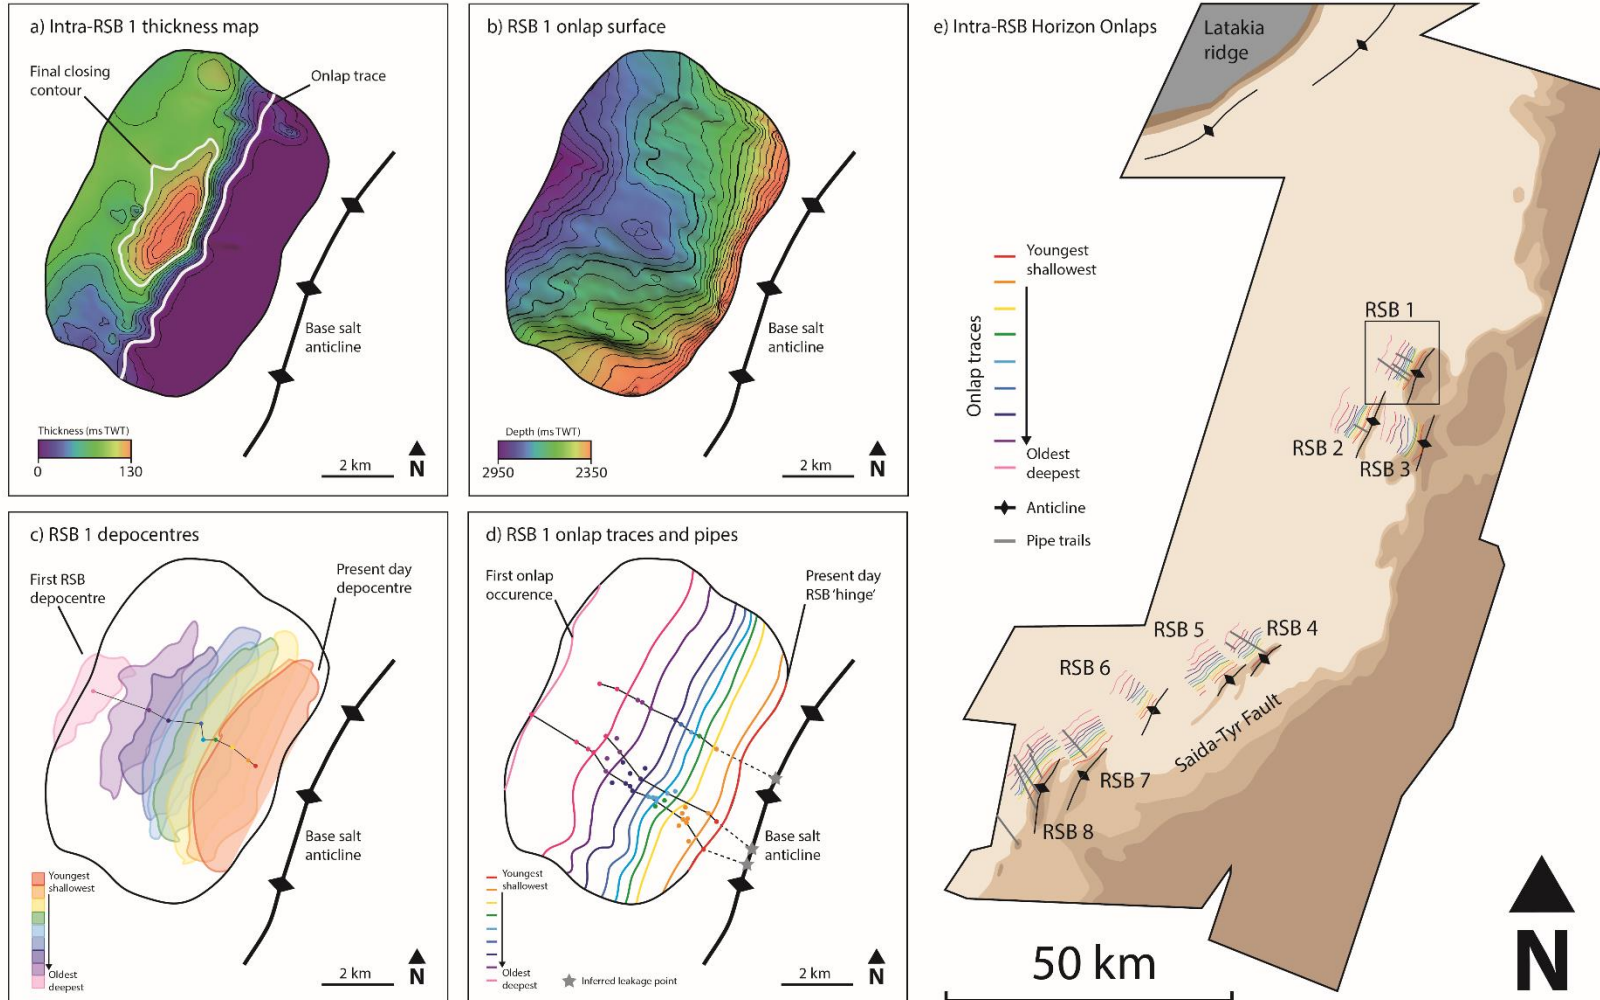 a) Intra-RSB 1 thickness map
Final closing
contour
Onlap trace
Base salt
anticline
Thickness (ms TWT)
0
130
2 km
N
b) RSB 1 onlap surface
Base salt
anticline
Depth (ms TWT)
2950
2350
2 km
N
c) RSB 1 depocentres
First RSB
depocentre
Present day
depocentre
Base salt
anticline
Youngest
shallowest
Oldest
deepest
2 km
N
d) RSB 1 onlap traces and pipes
First onlap
occurence
Present day
RSB 'hinge'
Base salt
anticline
Youngest
shallowest
Oldest
deepest
Inferred leakage point
2 km
N
e) Intra-RSB Horizon Onlaps
Latakia
ridge
Onlap traces
Youngest
shallowest
Oldest
deepest
Anticline
Pipe trails
RSB 1
RSB 2
RSB 3
RSB 5
RSB 4
RSB 6
Saida-Tyr Fault
RSB 7
RSB 8
50 km
N